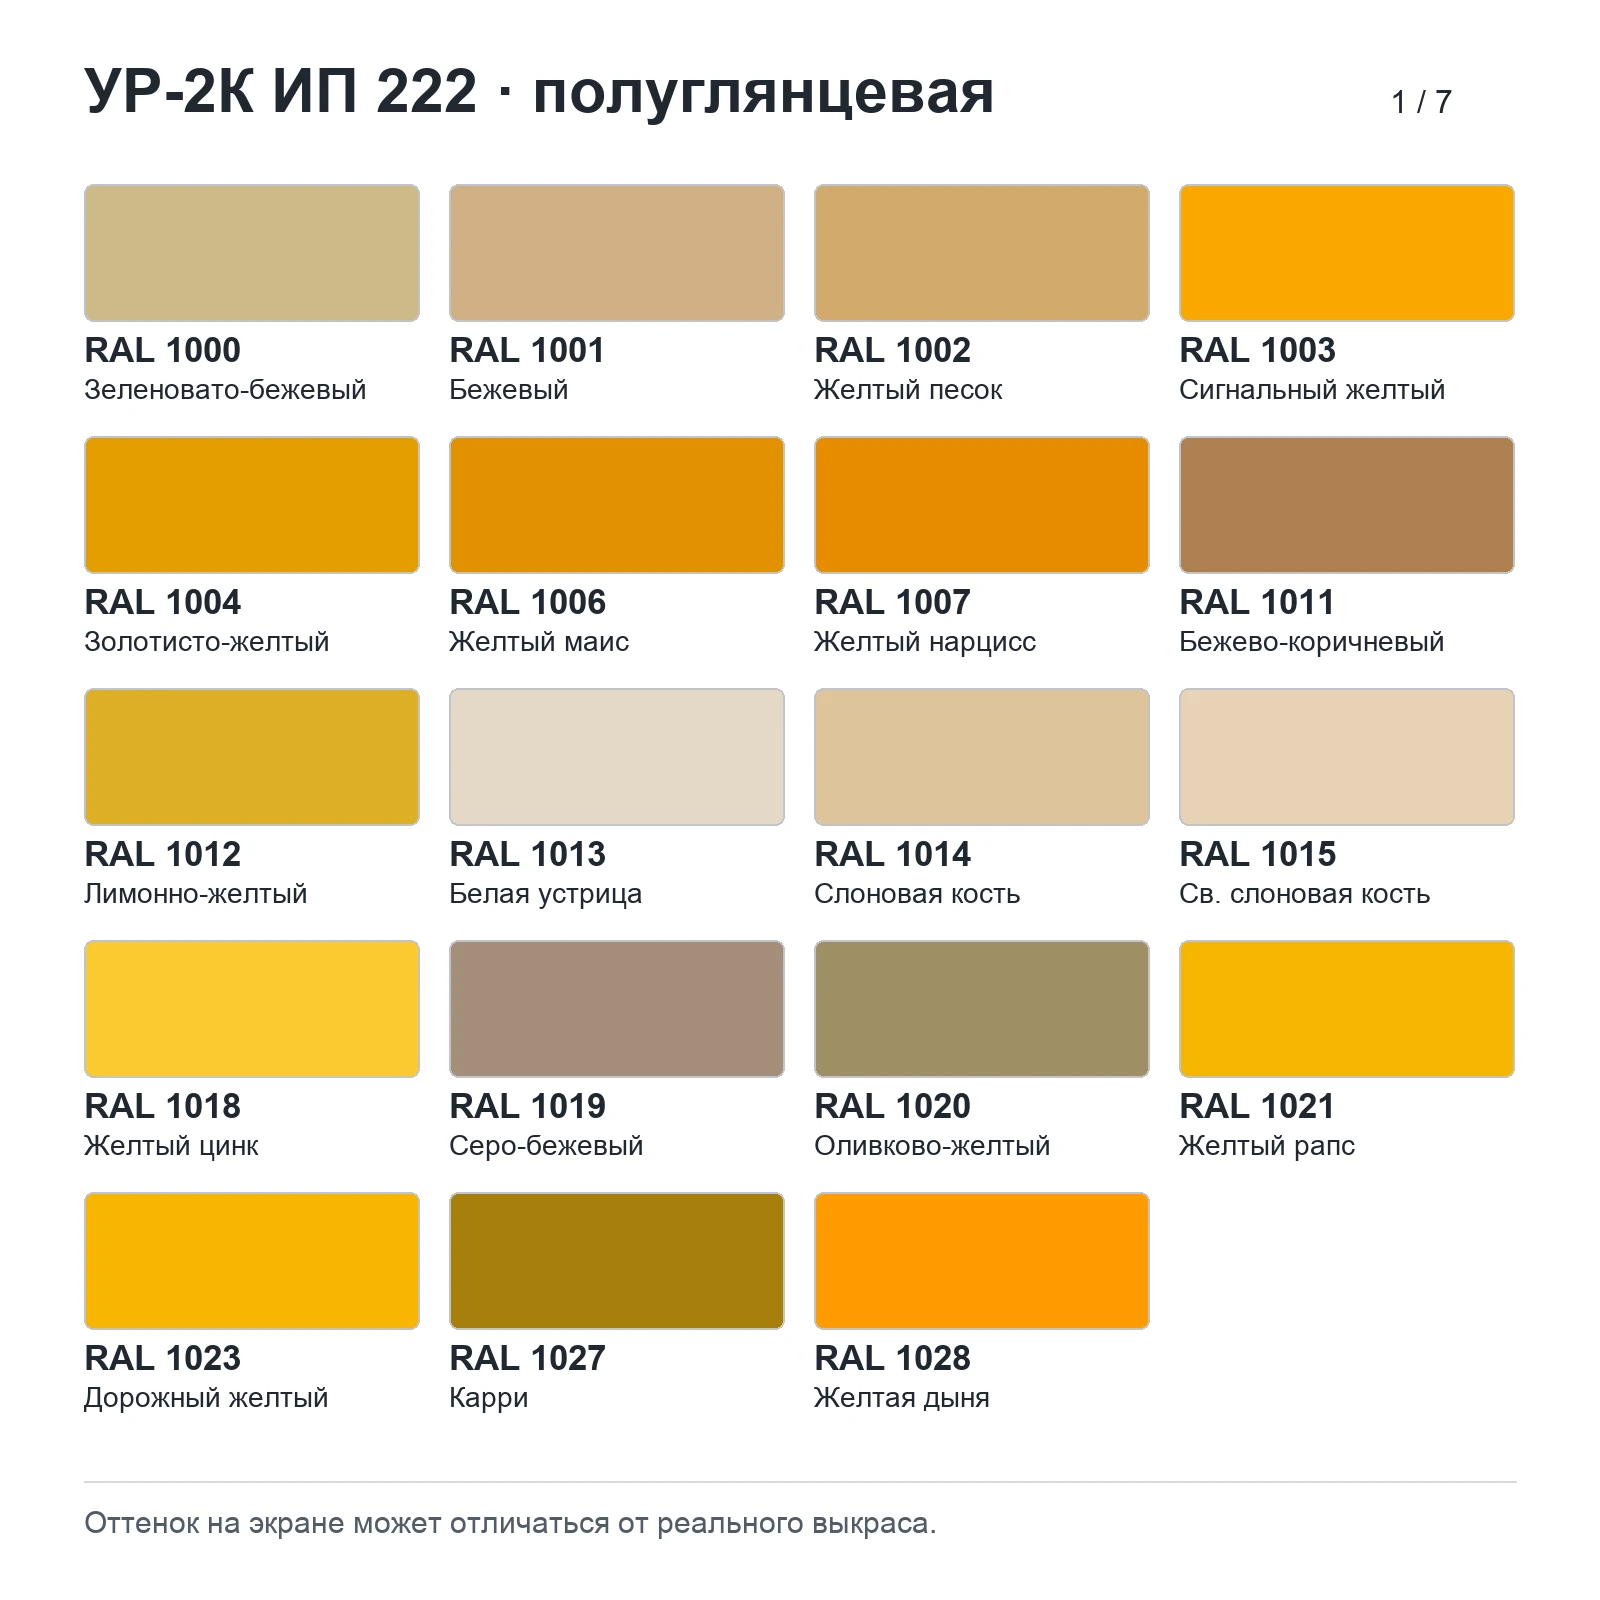 УР-2К ИП 222 · полуглянцевая
1 / 7
RAL 1000
Зеленовато-бежевый
RAL 1001
Бежевый
RAL 1002
Желтый песок
RAL 1003
Сигнальный желтый
RAL 1004
Золотисто-желтый
RAL 1006
Желтый маис
RAL 1007
Желтый нарцисс
RAL 1011
Бежево-коричневый
RAL 1012
Лимонно-желтый
RAL 1013
Белая устрица
RAL 1014
Слоновая кость
RAL 1015
Св. слоновая кость
RAL 1018
Желтый цинк
RAL 1019
Серо-бежевый
RAL 1020
Оливково-желтый
RAL 1021
Желтый рапс
RAL 1023
Дорожный желтый
RAL 1027
Карри
RAL 1028
Желтая дыня
Оттенок на экране может отличаться от реального выкраса.